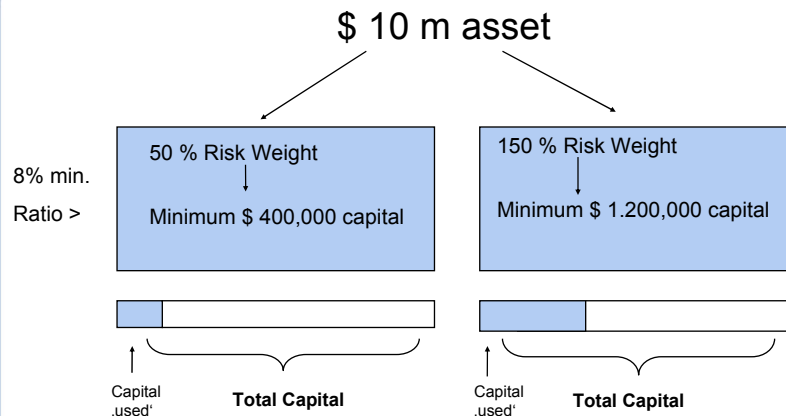 $ 10 m asset
8% min.
Ratio >
50 % Risk Weight
Minimum $ 400,000 capital
150 % Risk Weight
Minimum $ 1.200,000 capital
Capital
‚used‘
Total Capital
Capital
‚used‘
Total Capital